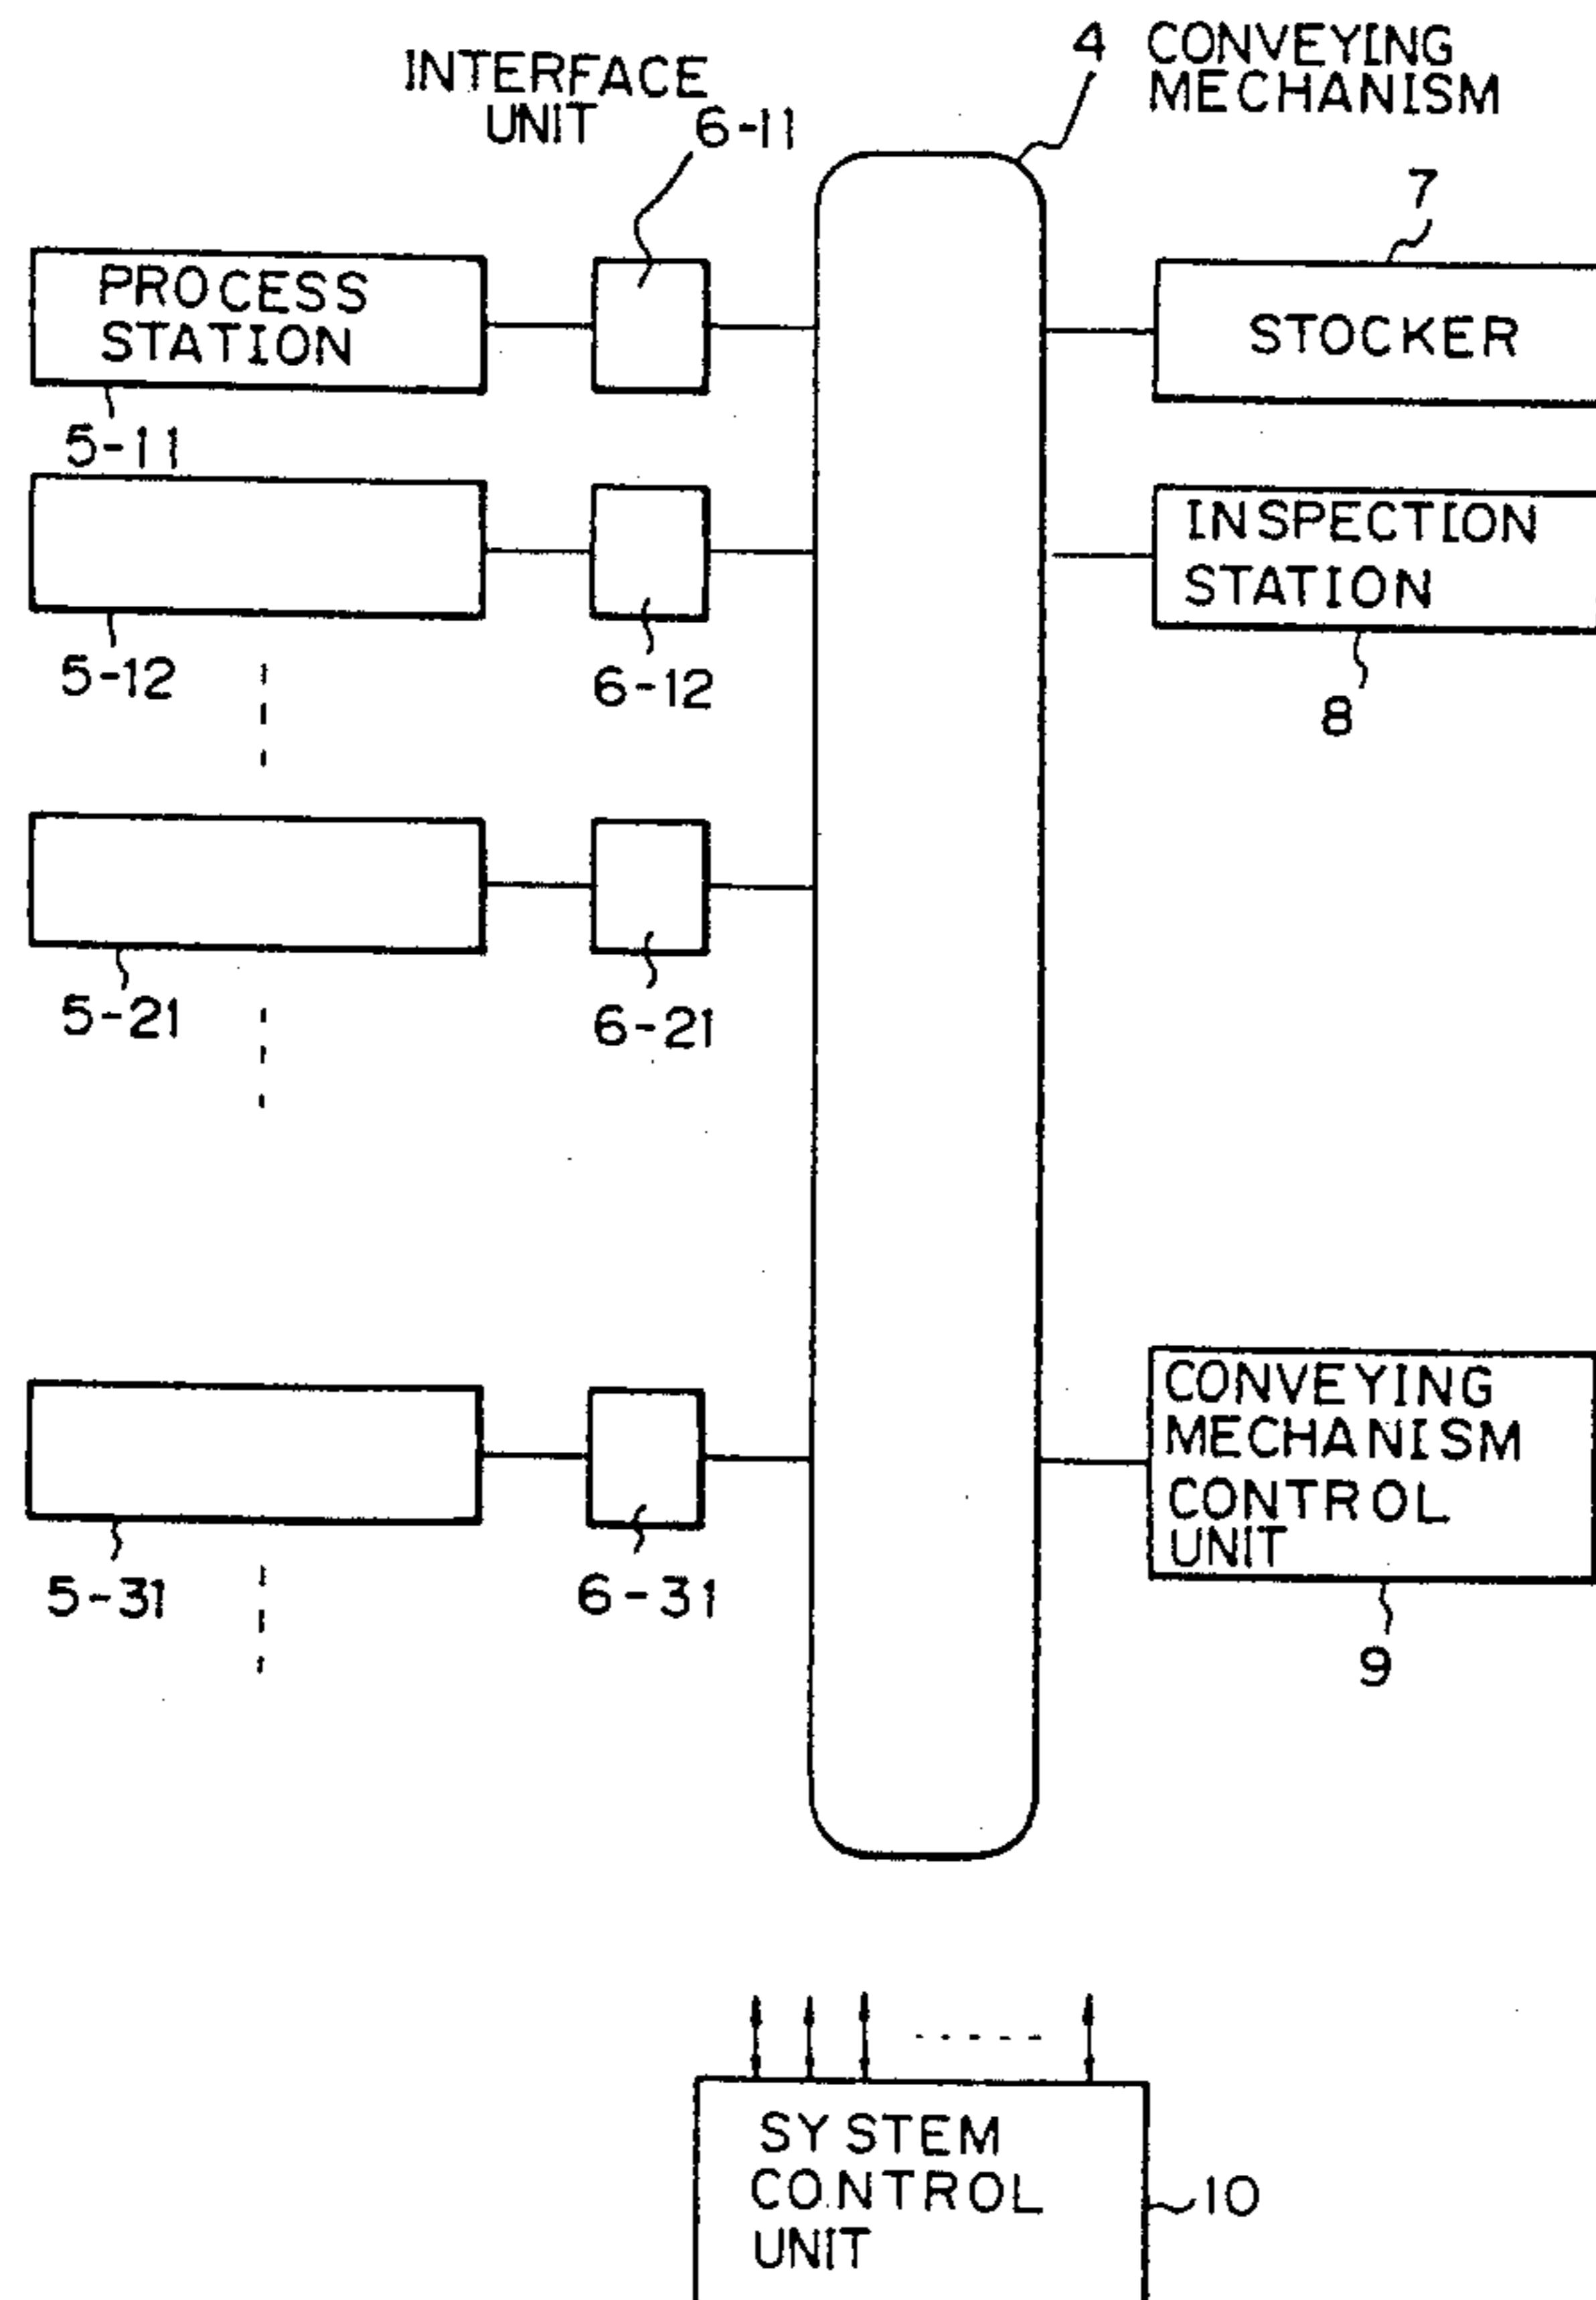 4 CONVEYING
MECHANISM
INTERFACE
UNIT
6-11
7
PROCESS
STATION
STOCKER
5-11
INSPECTION
STATION
5-12
6-12
8
5-21
6-21
CONVEYING
MECHANISM
CONTROL
UNIT
5-31
6-31
9
SYSTEM
CONTROL
UNIT
10